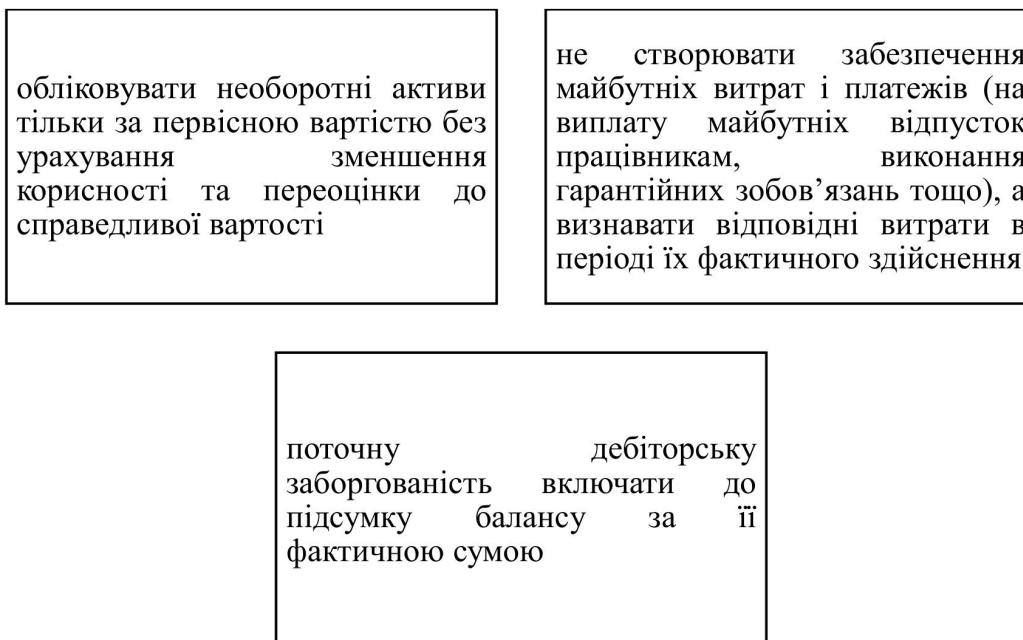 обліковувати необоротні активи
тільки за первісною вартістю без
урахування зменшення
корисності та переоцінки до
справедливої вартості
не створювати забезпечення
майбутніх витрат і платежів (на
виплату майбутніх відпусток
працівникам, виконання
гарантійних зобов’язань тощо), а
визнавати відповідні витрати в
періоді їх фактичного здійснення
поточну дебіторську
заборгованість включати до
підсумку балансу за її
фактичною сумою